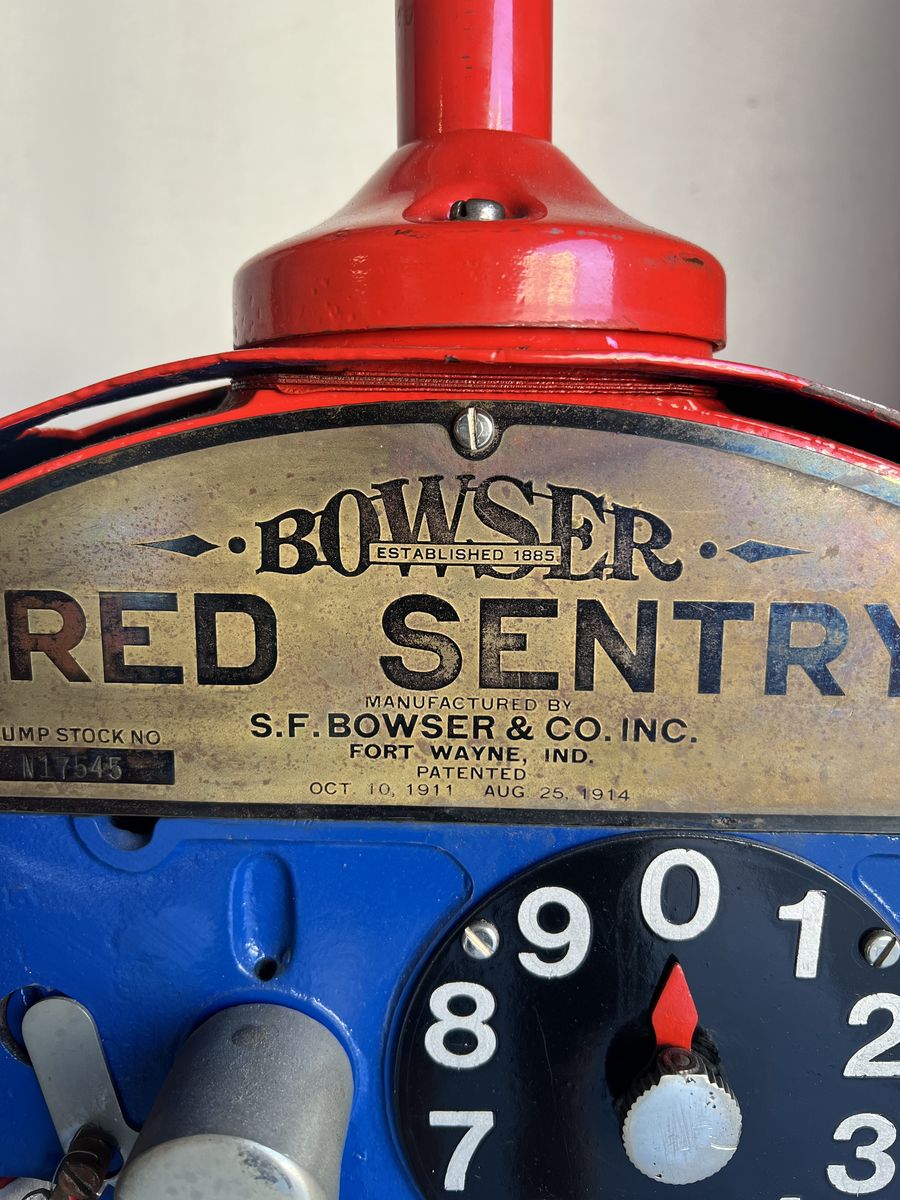 BOWSER
ESTABLISHED 1885
RED SENTRY
MANUFACTURED BY
S.F. BOWSER & CO. INC.
FORT WAYNE, IND.
PATENTED
OCT. 10, 1911 AUG. 25, 1914
UMP STOCK NO
N17545
0
1
2
3
7
8
9